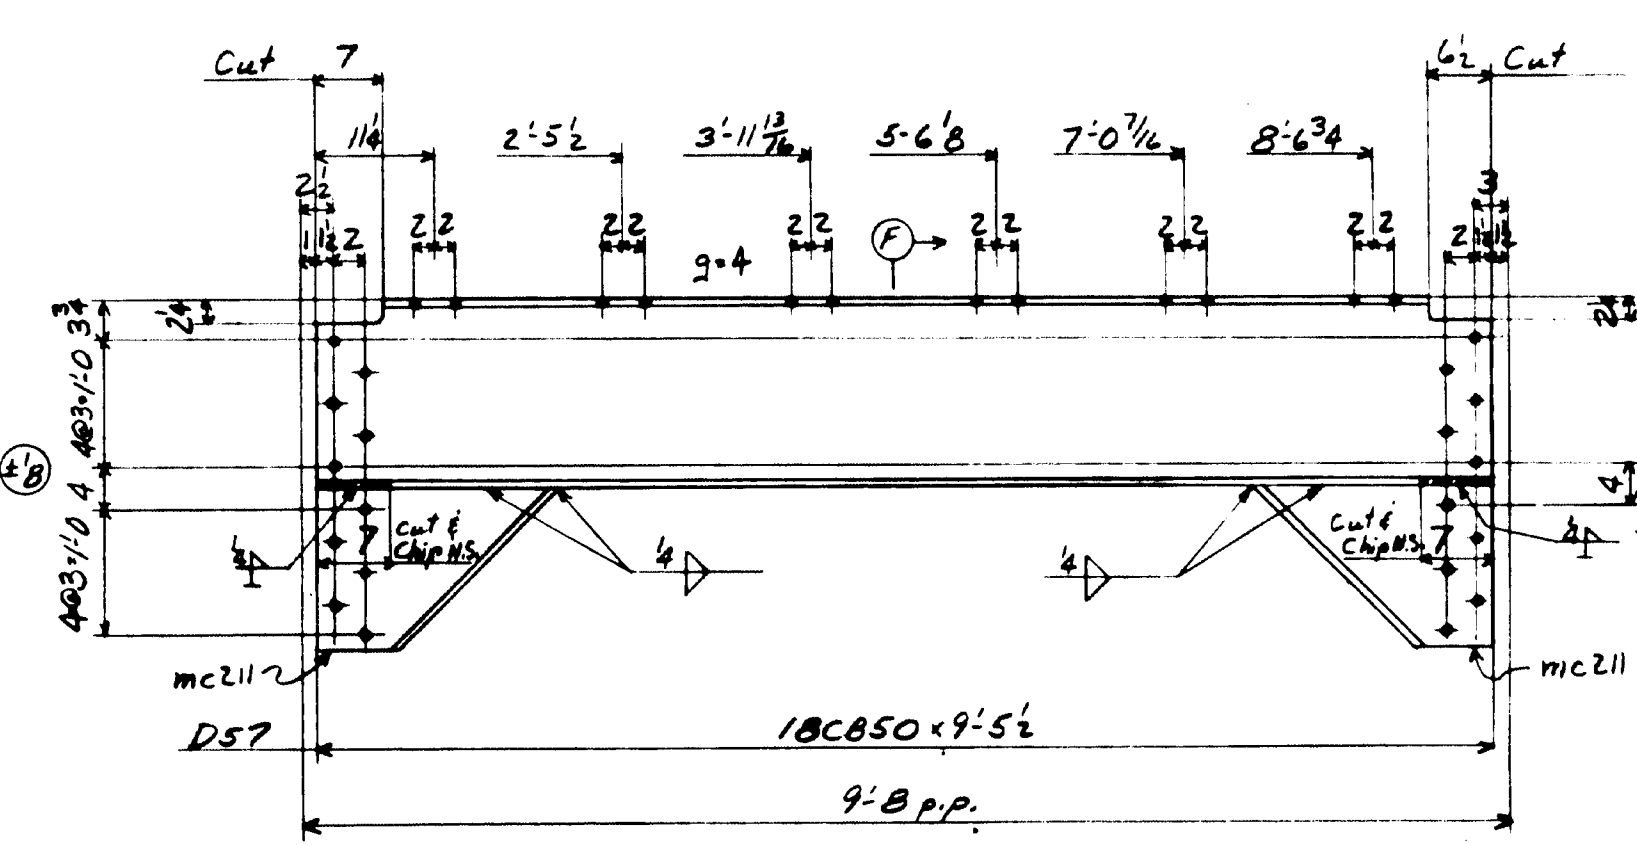 Cut 7 6½ Cut
11¼ 2'-5½ 3'-11 13/16 5-6⅛ 7'-0 7/16 8'-6¾
2½ 3
2 2 2 2 2 2 F 2 2 2 2 2 2
1 1½ 2 2 1½ 1½
g=4
3¾ 2¼ 2¼
4@3=1'-0
±⅛
4 4
4@3=1'-0
¼ 7 Cut & Chip N.S. ¼ ¼ Cut & Chip N.S. 7 ¼
mc211 mc211
D57 18CB50 x 9'-5½
9'-8 p.p.